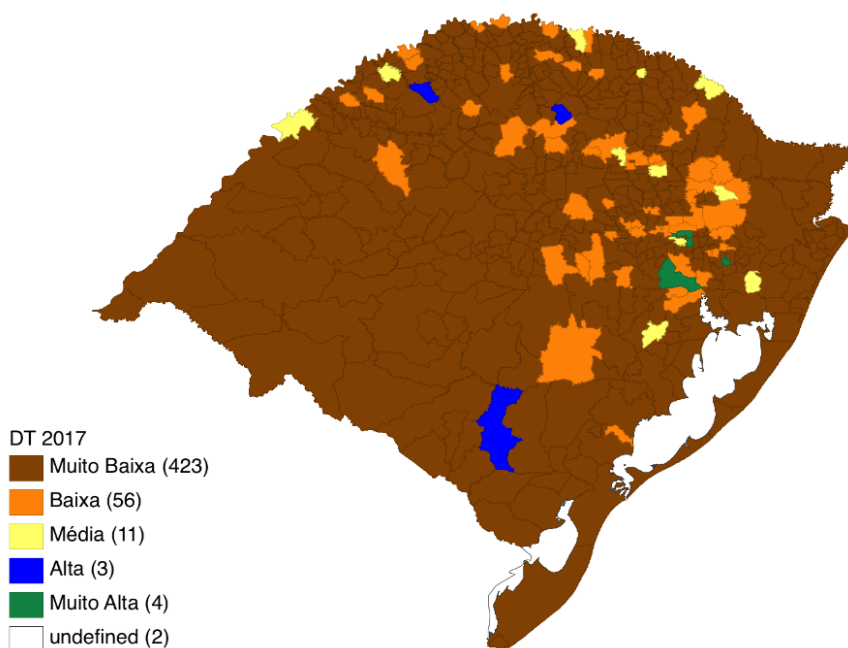 DT 2017
Muito Baixa (423)
Baixa (56)
Média (11)
Alta (3)
Muito Alta (4)
undefined (2)